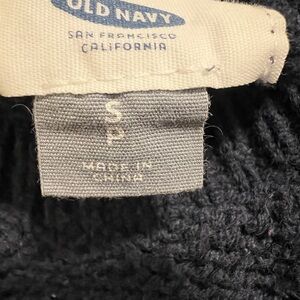 OLD NAVY
SAN FRANCISCO
CALIFORNIA
S
P
MADE IN
CHINA